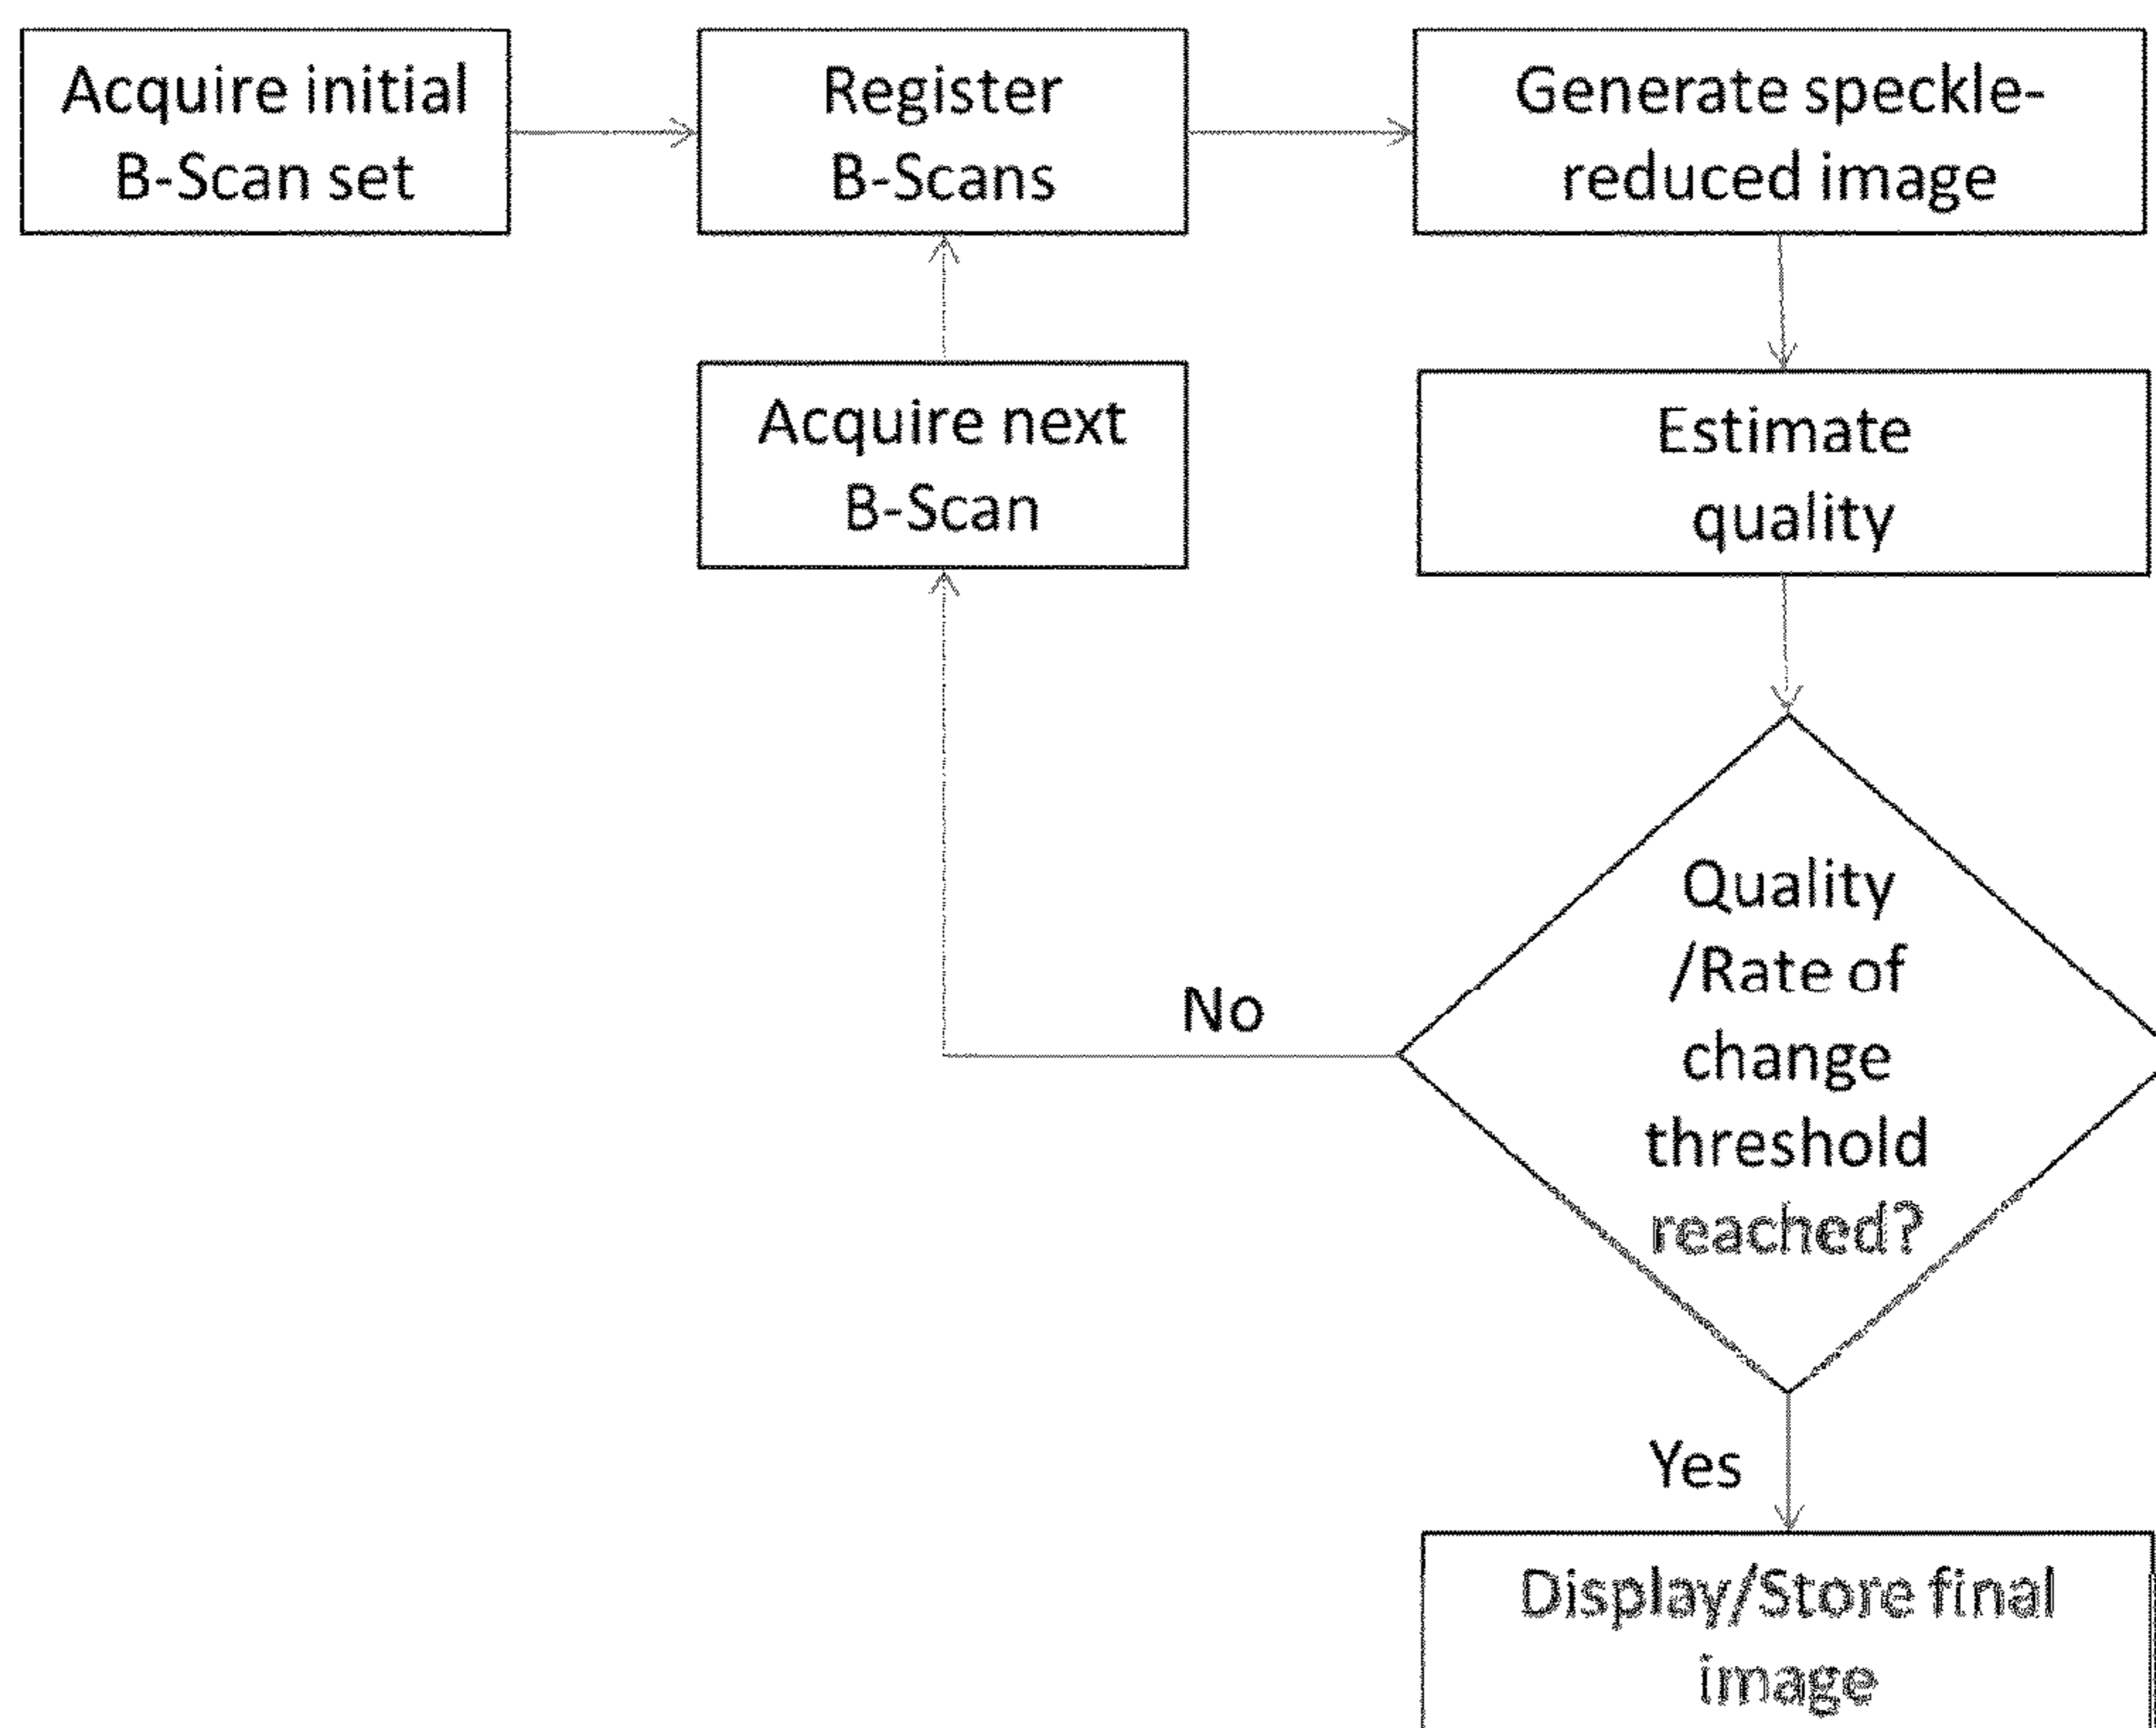 Acquire initial
B-Scan set
Register
B-Scans
Generate speckle-
reduced image
Acquire next
B-Scan
Estimate
quality
Quality
/Rate of
change
threshold
reached?
No
Yes
Display/Store final
image